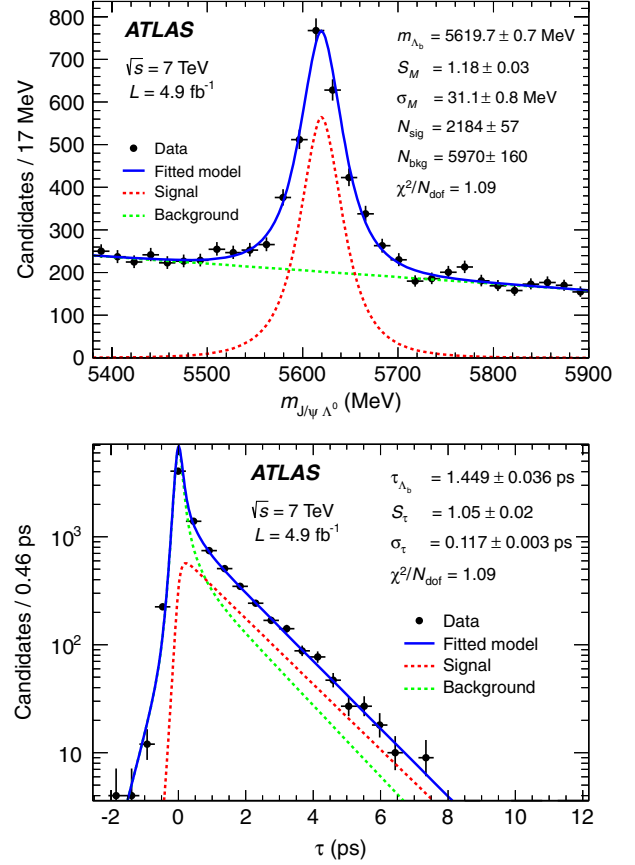 ATLAS
√s = 7 TeV
L = 4.9 fb⁻¹
m_Λb = 5619.7 ± 0.7 MeV
S_M = 1.18 ± 0.03
σ_M = 31.1 ± 0.8 MeV
N_sig = 2184 ± 57
N_bkg = 5970 ± 160
χ²/N_dof = 1.09
Data
Fitted model
Signal
Background
Candidates / 17 MeV
800
700
600
500
400
300
200
100
0
5400 5500 5600 5700 5800 5900
m_J/ψ Λ⁰ (MeV)
ATLAS
√s = 7 TeV
L = 4.9 fb⁻¹
τ_Λb = 1.449 ± 0.036 ps
S_τ = 1.05 ± 0.02
σ_τ = 0.117 ± 0.003 ps
χ²/N_dof = 1.09
Data
Fitted model
Signal
Background
Candidates / 0.46 ps
10³
10²
10
-2 0 2 4 6 8 10 12
τ (ps)